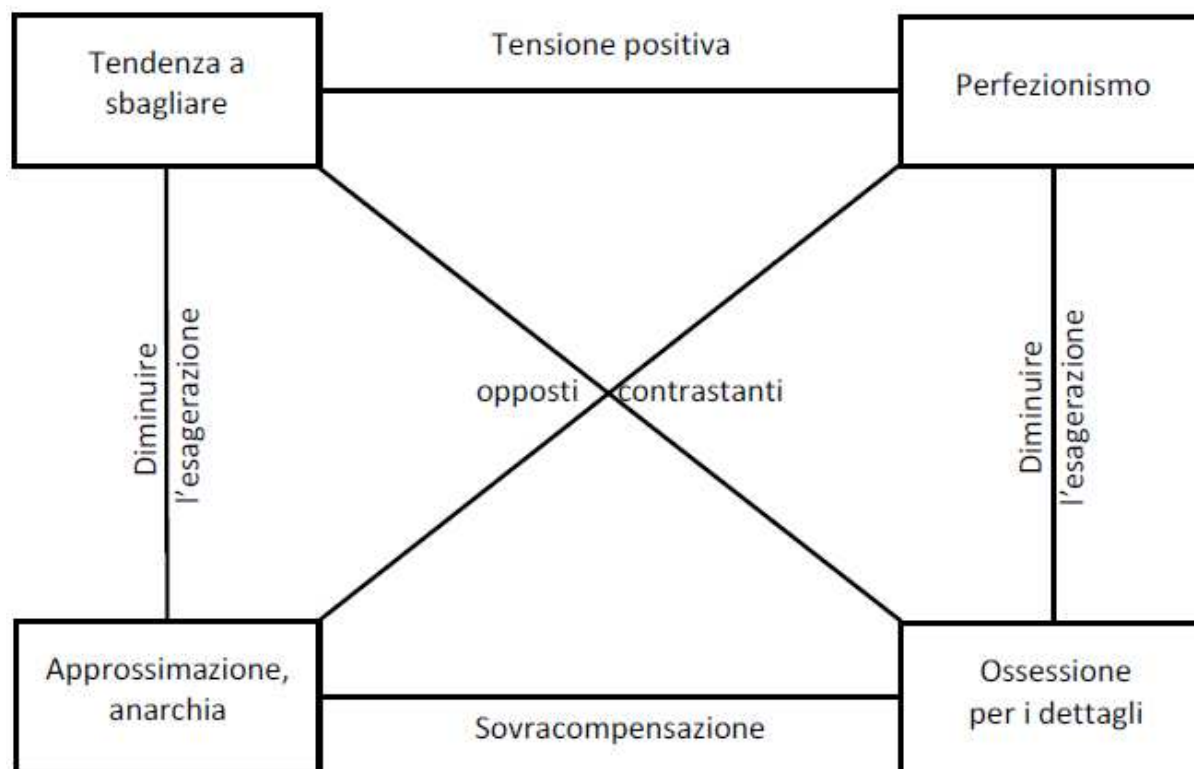 Tendenza a
sbagliare
Tensione positiva
Perfezionismo
Diminuire
l'esagerazione
opposti contrastanti
Diminuire
l'esagerazione
Approssimazione,
anarchia
Sovracompensazione
Ossessione
per i dettagli